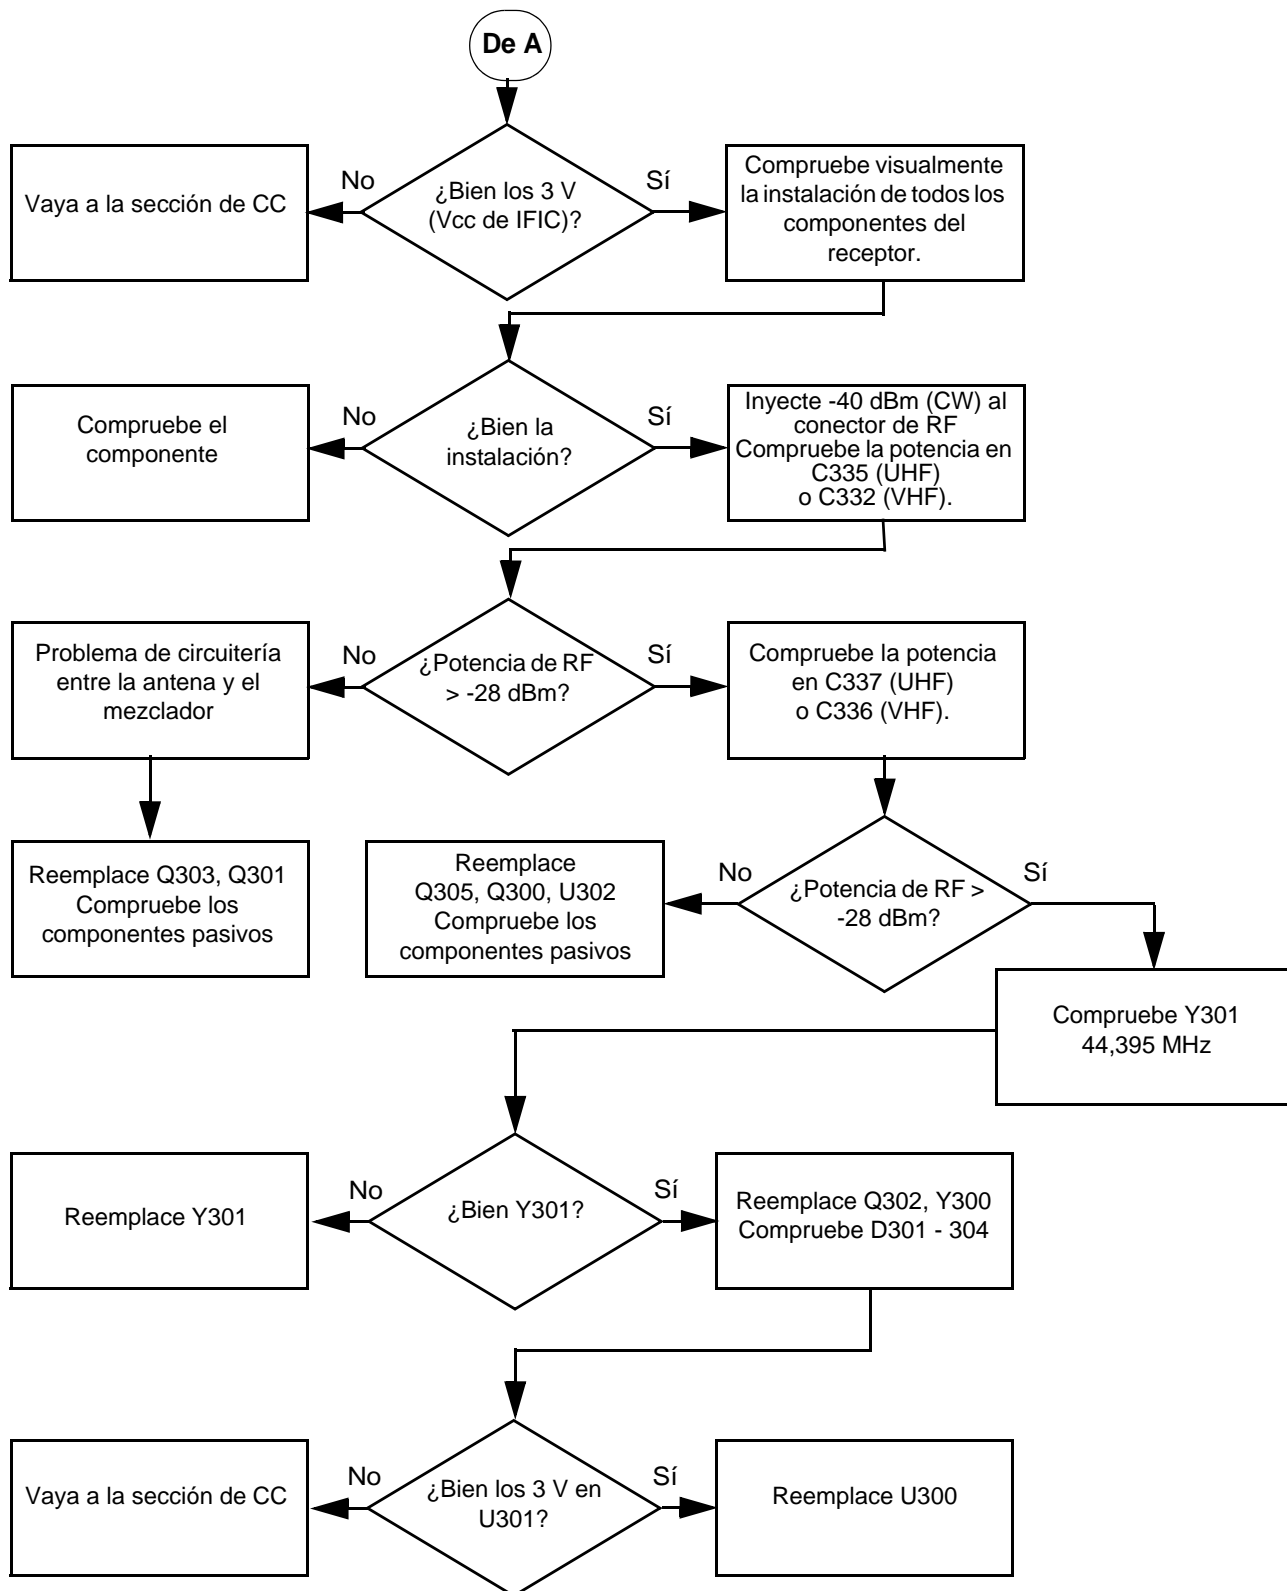 De A
Vaya a la sección de CC
No
¿Bien los 3 V
(Vcc de IFIC)?
Sí
Compruebe visualmente
la instalación de todos los
componentes del
receptor.
Compruebe el
componente
No
¿Bien la
instalación?
Sí
Inyecte -40 dBm (CW) al
conector de RF
Compruebe la potencia en
C335 (UHF)
o C332 (VHF).
Problema de circuitería
entre la antena y el
mezclador
No
¿Potencia de RF
> -28 dBm?
Sí
Compruebe la potencia
en C337 (UHF)
o C336 (VHF).
Reemplace Q303, Q301
Compruebe los
componentes pasivos
Reemplace
Q305, Q300, U302
Compruebe los
componentes pasivos
No
¿Potencia de RF >
-28 dBm?
Sí
Compruebe Y301
44,395 MHz
Reemplace Y301
No
¿Bien Y301?
Sí
Reemplace Q302, Y300
Compruebe D301 - 304
Vaya a la sección de CC
No
¿Bien los 3 V en
U301?
Sí
Reemplace U300